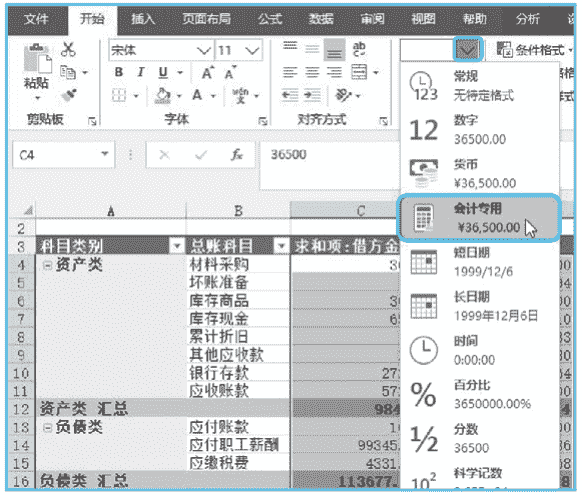 文件 开始 插入 页面布局 公式 数据 审阅 视图 帮助 分析
宋体 11 条件格式
粘贴 B I U A A
A wén 文
剪贴板 字体 对齐方式
C4 fx 36500
常规
123 无特定格式
12 数字
36500.00
货币
¥36,500.00
会计专用
¥36,500.00
短日期
1999/12/6
长日期
1999年12月6日
时间
0:00:00
% 百分比
3650000.00%
½ 分数
36500
10² 科学记数
A B C
2
3 科目类别 总账科目 求和项:借方金
4 资产类 材料采购
5 坏账准备
6 库存商品
7 库存现金
8 累计折旧
9 其他应收款
10 银行存款
11 应收账款
12 资产类 汇总 984
13 负债类 应付账款
14 应付职工薪酬 99345.
15 应缴税费 4331.
16 负债类 汇总 113677.